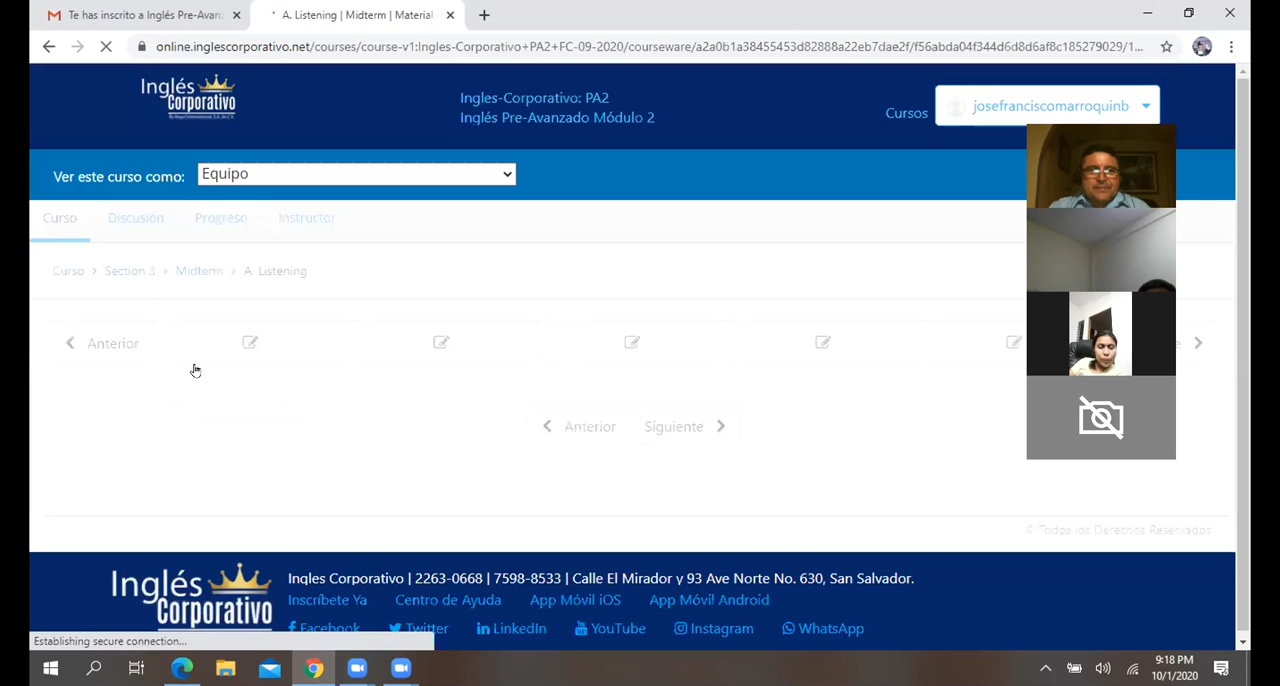 Te has inscrito a Inglés Pre-Avanz
A. Listening | Midterm | Material
online.inglescorporativo.net/courses/course-v1:Ingles-Corporativo+PA2+FC-09-2020/courseware/a2a0b1a38455453d82888a22eb7dae2f/f56abda04f344d6d8d6af8c185279029/1...
Inglés
Corporativo
Ingles-Corporativo: PA2
Inglés Pre-Avanzado Módulo 2
Cursos
josefranciscomarroquinb
Ver este curso como:
Equipo
Curso Discusión Progreso Instructor
Curso > Section 3 > Midterm > A. Listening
Anterior
Anterior Siguiente
© Todos los Derechos Reservados
Inglés
Corporativo
Ingles Corporativo | 2263-0668 | 7598-8533 | Calle El Mirador y 93 Ave Norte No. 630, San Salvador.
Inscríbete Ya Centro de Ayuda App Móvil iOS App Móvil Android
Facebook Twitter LinkedIn YouTube Instagram WhatsApp
Establishing secure connection...
9:18 PM
10/1/2020